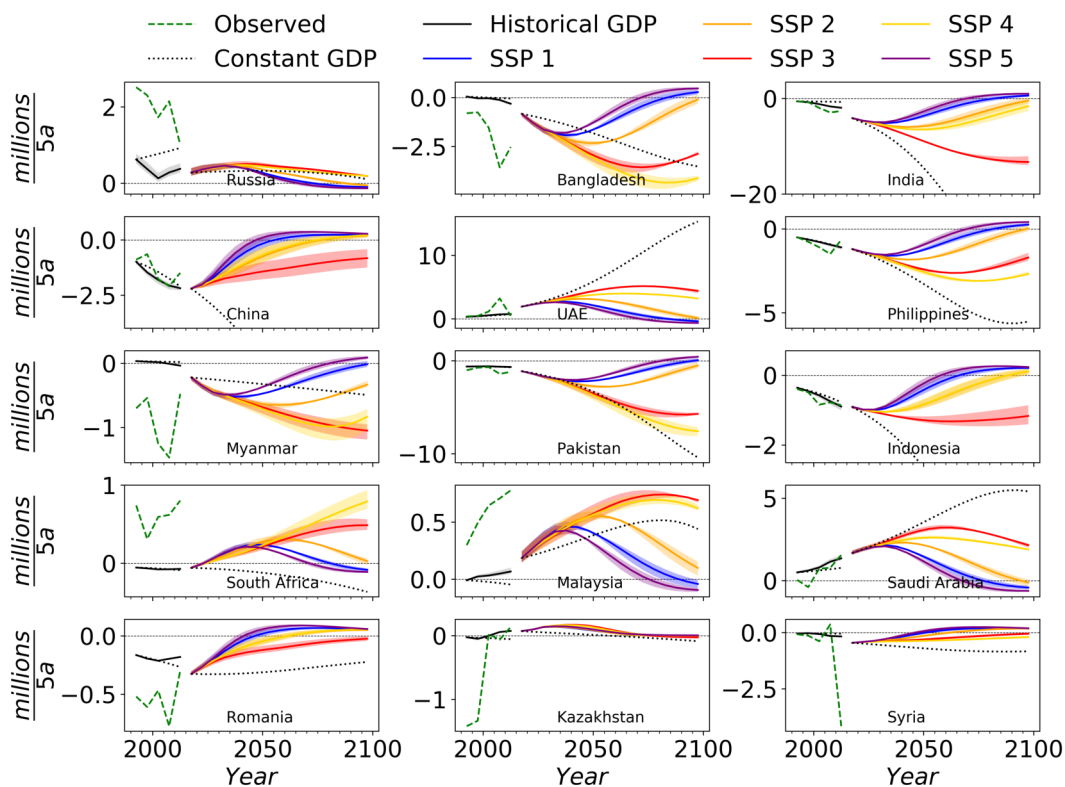 Observed
Historical GDP
SSP 2
SSP 4
Constant GDP
SSP 1
SSP 3
SSP 5
millions
5a
2
0
Russia
0.0
−2.5
Bangladesh
0
−20
India
millions
5a
0.0
−2.5
China
10
0
UAE
0
−5
Philippines
millions
5a
0
−1
Myanmar
0
−10
Pakistan
0
−2
Indonesia
millions
5a
1
0
South Africa
0.5
0.0
Malaysia
5
0
Saudi Arabia
millions
5a
0.0
−0.5
Romania
0
−1
Kazakhstan
0.0
−2.5
Syria
2000 2050 2100
2000 2050 2100
2000 2050 2100
Year
Year
Year